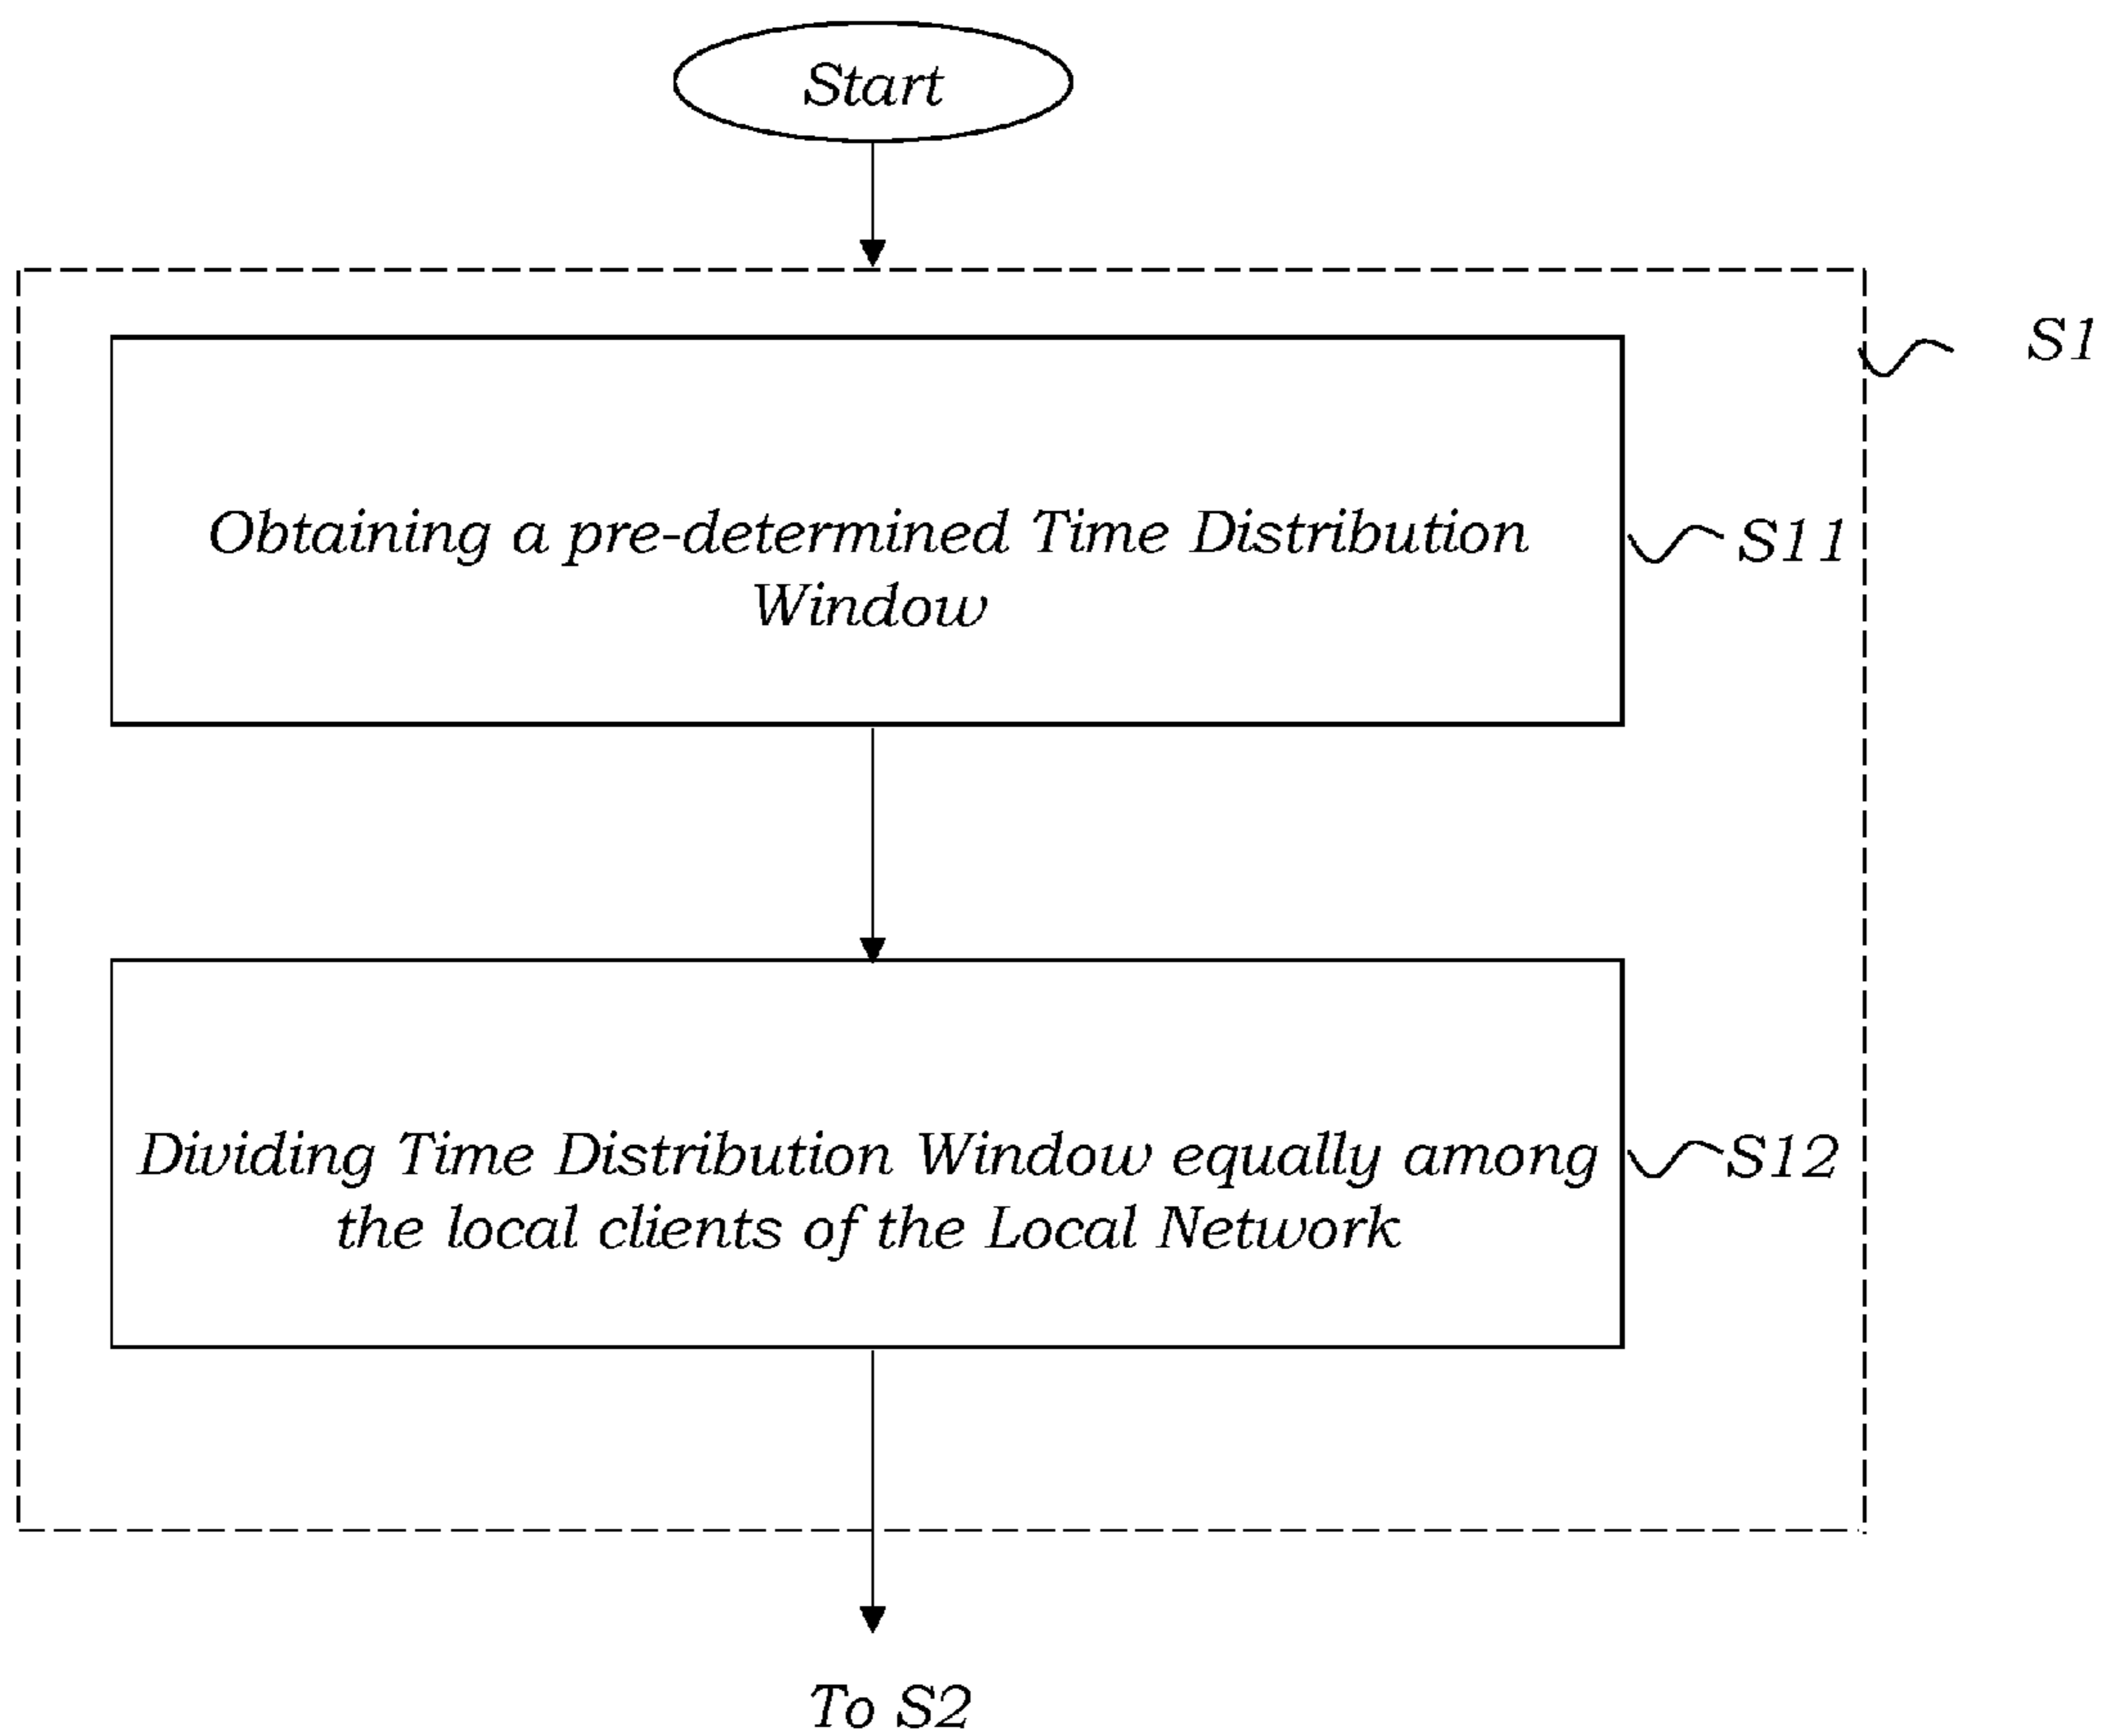 Start
S1
Obtaining a pre-determined Time Distribution
Window
S11
Dividing Time Distribution Window equally among
the local clients of the Local Network
S12
To S2